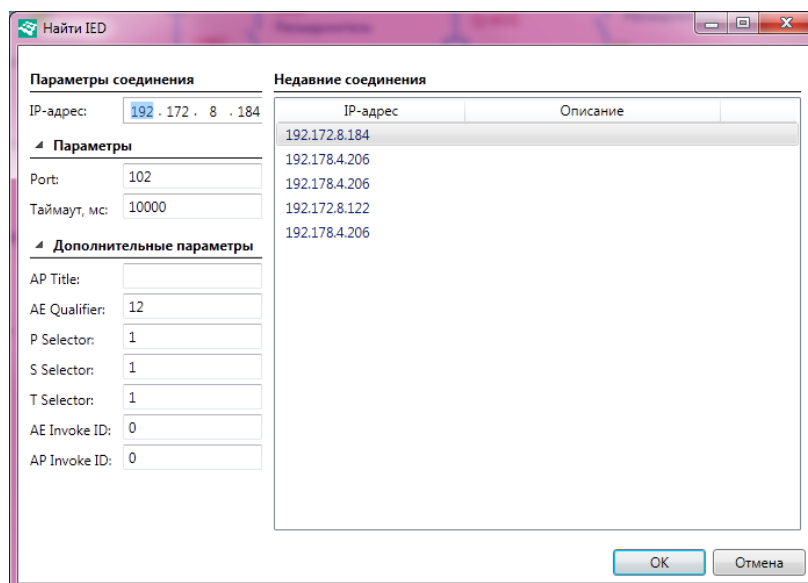 Найти IED
Параметры соединения
IP-адрес: 192 . 172 . 8 . 184
Параметры
Port: 102
Таймаут, мс: 10000
Дополнительные параметры
AP Title:
AE Qualifier: 12
P Selector: 1
S Selector: 1
T Selector: 1
AE Invoke ID: 0
AP Invoke ID: 0
Недавние соединения
IP-адрес Описание
192.172.8.184
192.178.4.206
192.178.4.206
192.172.8.122
192.178.4.206
OK Отмена